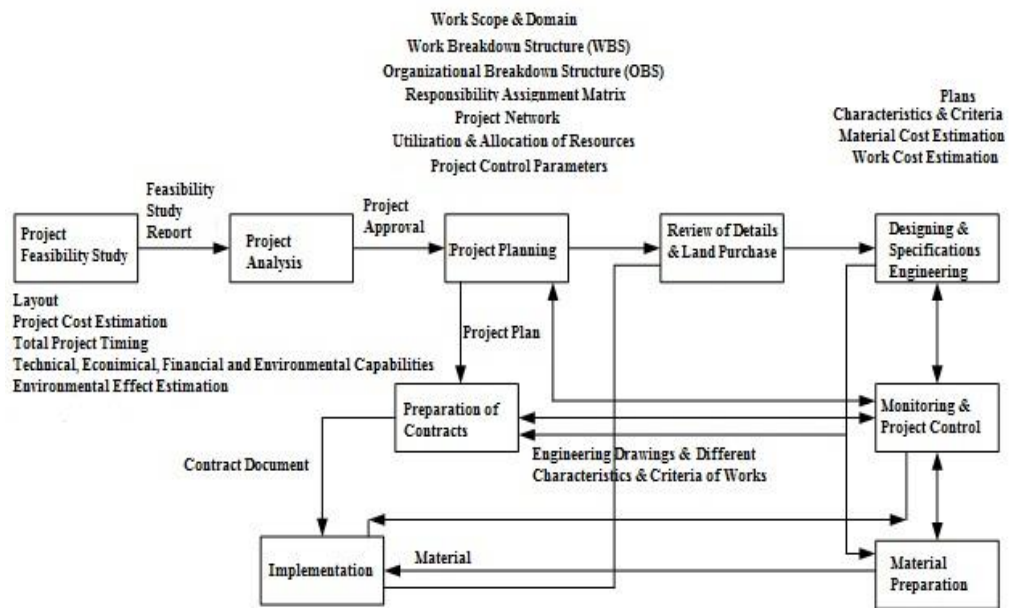 Work Scope & Domain
Work Breakdown Structure (WBS)
Organizational Breakdown Structure (OBS)
Responsibility Assignment Matrix
Project Network
Utilization & Allocation of Resources
Project Control Parameters
Plans
Characteristics & Criteria
Material Cost Estimation
Work Cost Estimation
Project
Feasibility Study
Feasibility
Study
Report
Project
Analysis
Project
Approval
Project Planning
Review of Details
& Land Purchase
Designing &
Specifications
Engineering
Layout
Project Cost Estimation
Total Project Timing
Technical, Econimical, Financial and Environmental Capabilities
Environmental Effect Estimation
Project Plan
Preparation of
Contracts
Monitoring &
Project Control
Engineering Drawings & Different
Characteristics & Criteria of Works
Contract Document
Implementation
Material
Material
Preparation